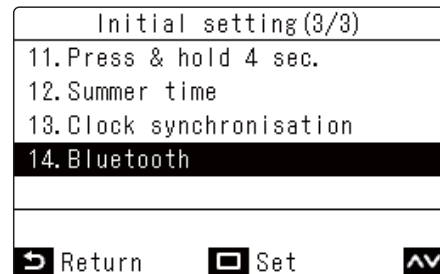 Initial setting(3/3)
11.Press & hold 4 sec.
12.Summer time
13.Clock synchronisation
14.Bluetooth
Return Set